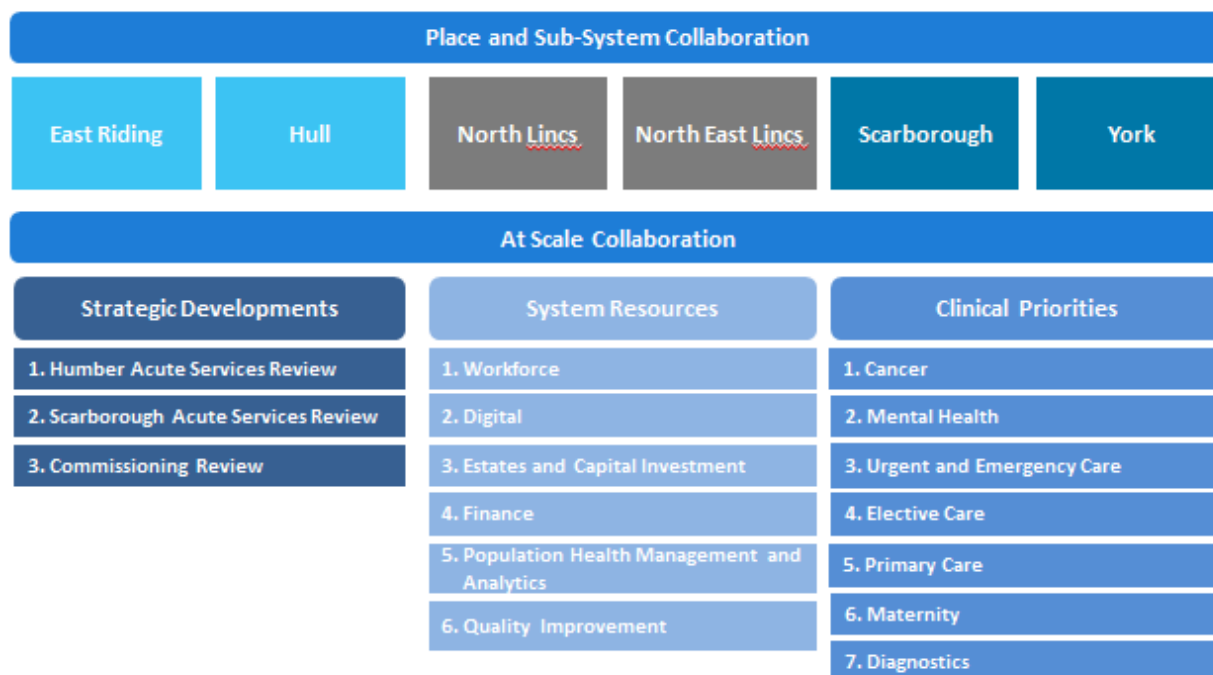 Place and Sub-System Collaboration
East Riding
Hull
North Lincs
North East Lincs
Scarborough
York
At Scale Collaboration
Strategic Developments
1. Humber Acute Services Review
2. Scarborough Acute Services Review
3. Commissioning Review
System Resources
1. Workforce
2. Digital
3. Estates and Capital Investment
4. Finance
5. Population Health Management and
Analytics
6. Quality Improvement
Clinical Priorities
1. Cancer
2. Mental Health
3. Urgent and Emergency Care
4. Elective Care
5. Primary Care
6. Maternity
7. Diagnostics